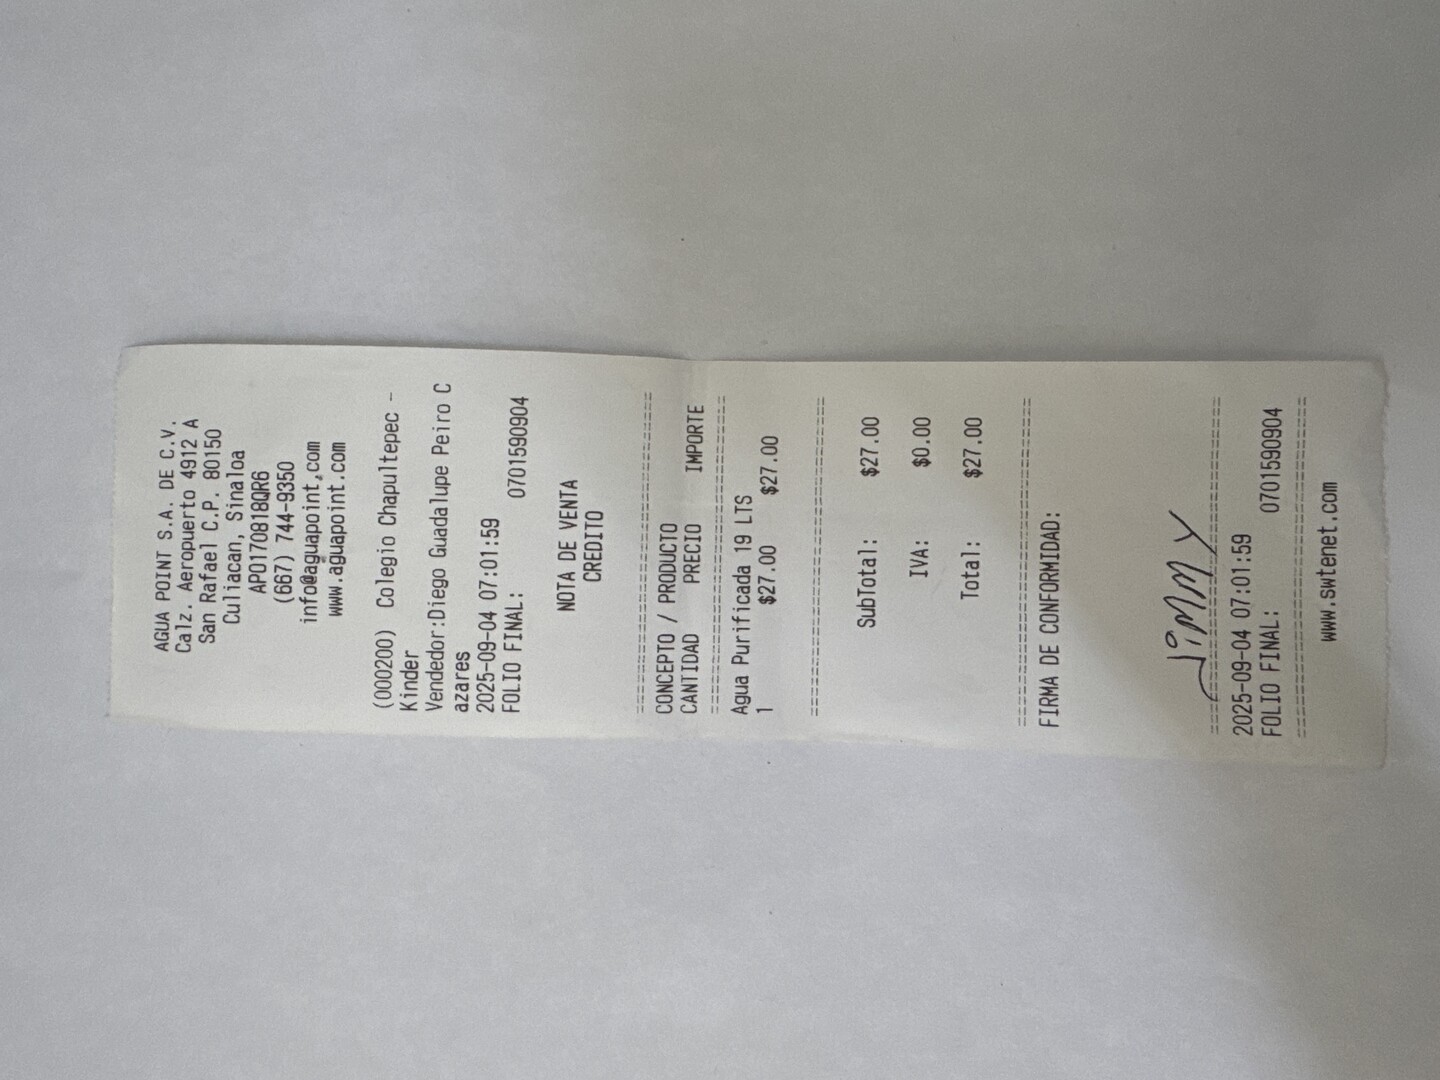 AGUA POINT S.A. DE C.V.
Calz. Aeropuerto 4912 A
San Rafael C.P. 80150
Culiacan, Sinaloa
APO170818QR6
(667) 744-9350
info@aguapoint.com
www.aguapoint.com
(000200) Colegio Chapultepec -
Kinder
Vendedor:Diego Guadalupe Peiro C
azares
2025-09-04 07:01:59
FOLIO FINAL: 0701590904
NOTA DE VENTA
CREDITO
================================
CONCEPTO / PRODUCTO
CANTIDAD PRECIO IMPORTE
================================
Agua Purificada 19 LTS
1 $27.00 $27.00
================================
SubTotal: $27.00
IVA: $0.00
Total: $27.00
================================
FIRMA DE CONFORMIDAD:
JiMMY
================================
2025-09-04 07:01:59
FOLIO FINAL: 0701590904
================================
www.swtenet.com